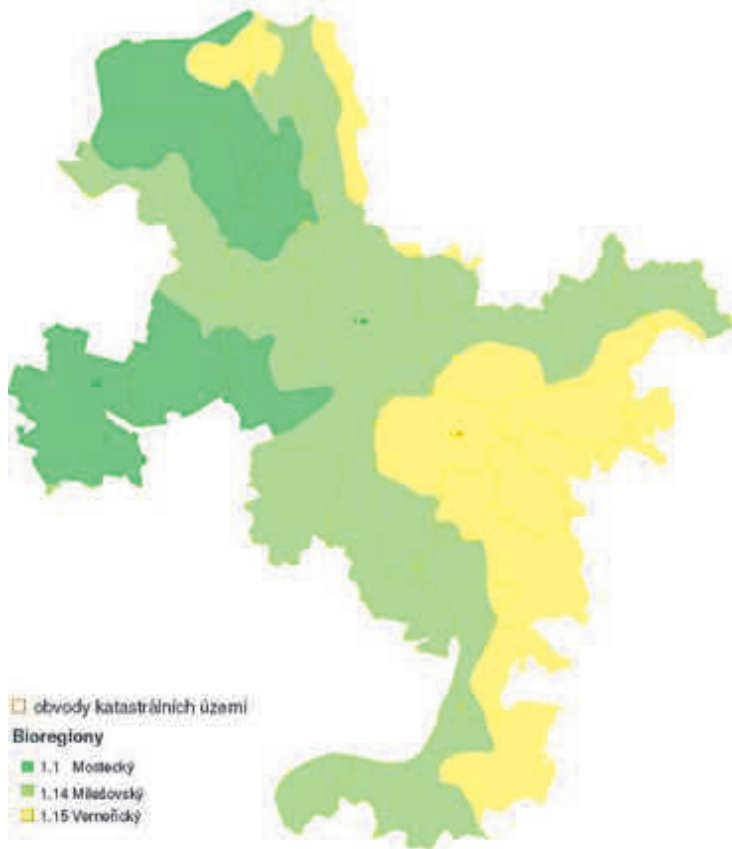 obvody katastrálních území
Bioregiony
1.1 Mostecký
1.14 Milešovský
1.15 Verneřický